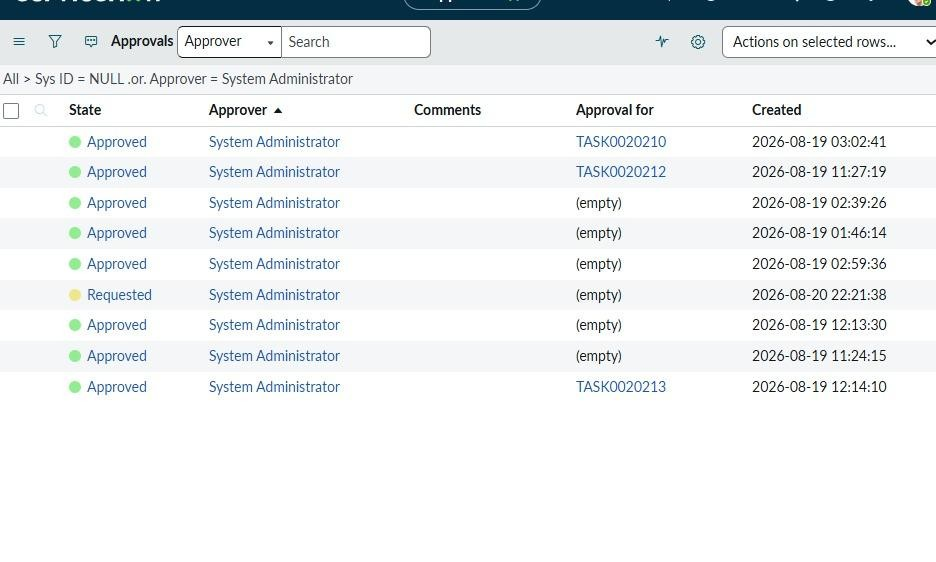 Approvals Approver Search Actions on selected rows...
All > Sys ID = NULL .or. Approver = System Administrator
State Approver Comments Approval for Created
Approved System Administrator TASK0020210 2026-08-19 03:02:41
Approved System Administrator TASK0020212 2026-08-19 11:27:19
Approved System Administrator (empty) 2026-08-19 02:39:26
Approved System Administrator (empty) 2026-08-19 01:46:14
Approved System Administrator (empty) 2026-08-19 02:59:36
Requested System Administrator (empty) 2026-08-20 22:21:38
Approved System Administrator (empty) 2026-08-19 12:13:30
Approved System Administrator (empty) 2026-08-19 11:24:15
Approved System Administrator TASK0020213 2026-08-19 12:14:10